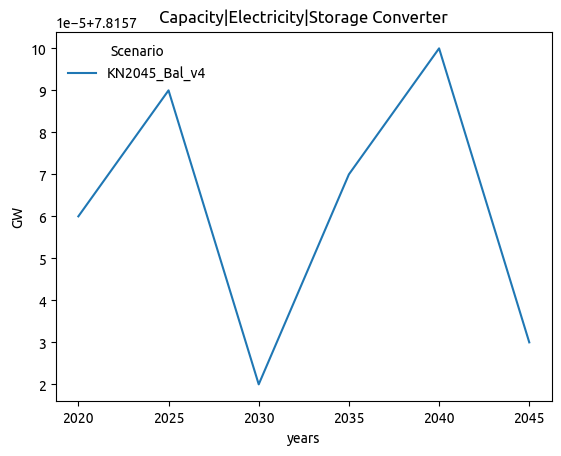 Capacity|Electricity|Storage Converter
1e−5+7.8157
Scenario
KN2045_Bal_v4
10
9
8
7
6
5
4
3
2
GW
2020 2025 2030 2035 2040 2045
years